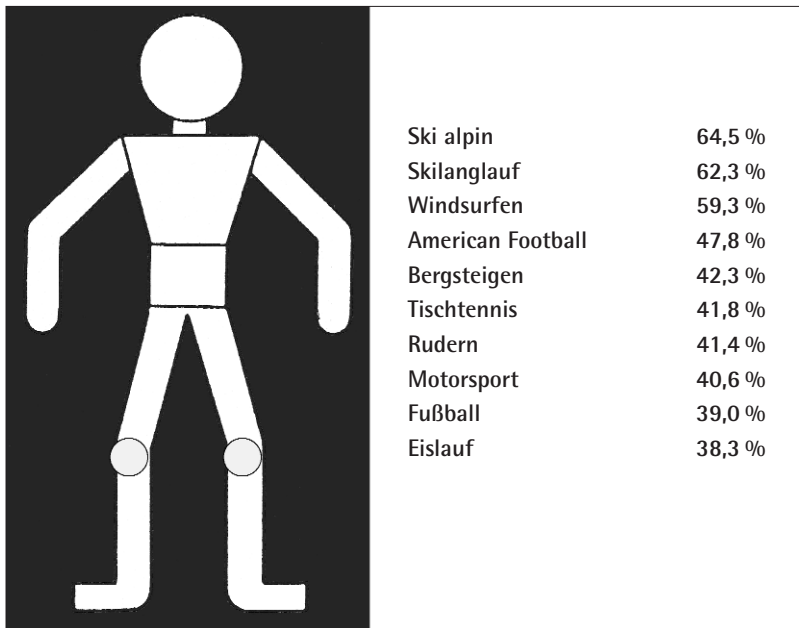 Ski alpin 64,5 %
Skilanglauf 62,3 %
Windsurfen 59,3 %
American Football 47,8 %
Bergsteigen 42,3 %
Tischtennis 41,8 %
Rudern 41,4 %
Motorsport 40,6 %
Fußball 39,0 %
Eislauf 38,3 %